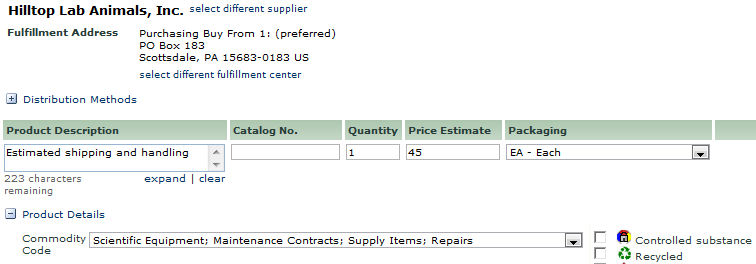 Hilltop Lab Animals, Inc. select different supplier
Fulfillment Address Purchasing Buy From 1: (preferred)
PO Box 183
Scottsdale, PA 15683-0183 US
select different fulfillment center
Distribution Methods
Product Description Catalog No. Quantity Price Estimate Packaging
Estimated shipping and handling 1 45 EA - Each
223 characters expand | clear
remaining
Product Details
Commodity Scientific Equipment; Maintenance Contracts; Supply Items; Repairs Controlled substance
Code Recycled